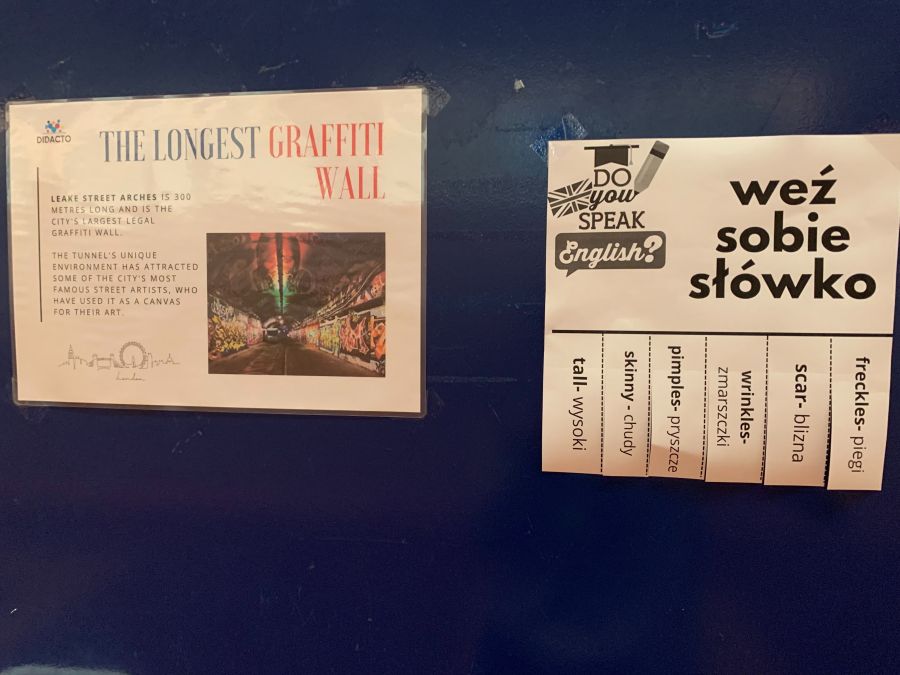 DIDACTO
THE LONGEST GRAFFITI
WALL
LEAKE STREET ARCHES IS 300
METRES LONG AND IS THE
CITY'S LARGEST LEGAL
GRAFFITI WALL.
THE TUNNEL'S UNIQUE
ENVIRONMENT HAS ATTRACTED
SOME OF THE CITY'S MOST
FAMOUS STREET ARTISTS, WHO
HAVE USED IT AS A CANVAS
FOR THEIR ART.
London
DO
you
SPEAK
English?
weź
sobie
słówko
tall- wysoki
skinny - chudy
pimples- pryszcze
wrinkles-
zmarszczki
scar- blizna
freckles- piegi